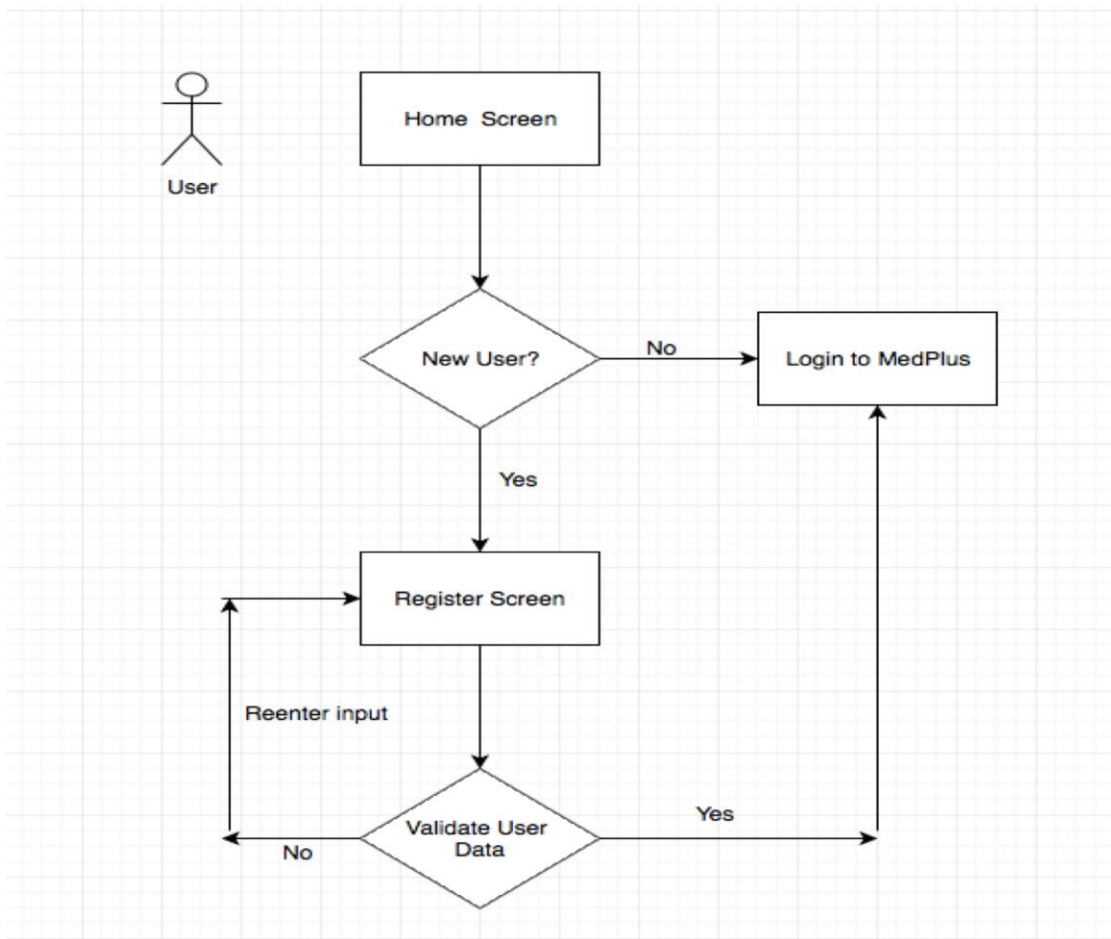 Home Screen
User
New User?
No
Login to MedPlus
Yes
Register Screen
Reenter input
Yes
Validate User
Data
No